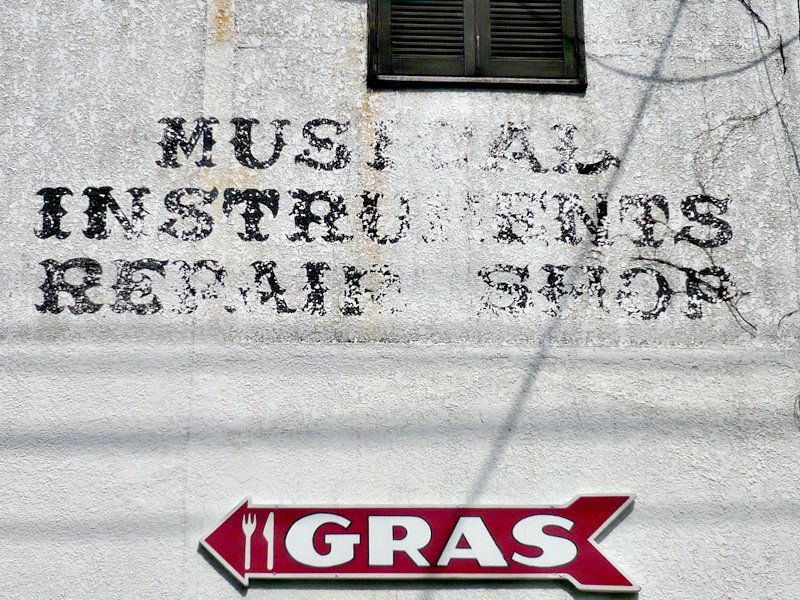 MUSICAL
INSTRUMENTS
REPAIR SHOP
GRAS